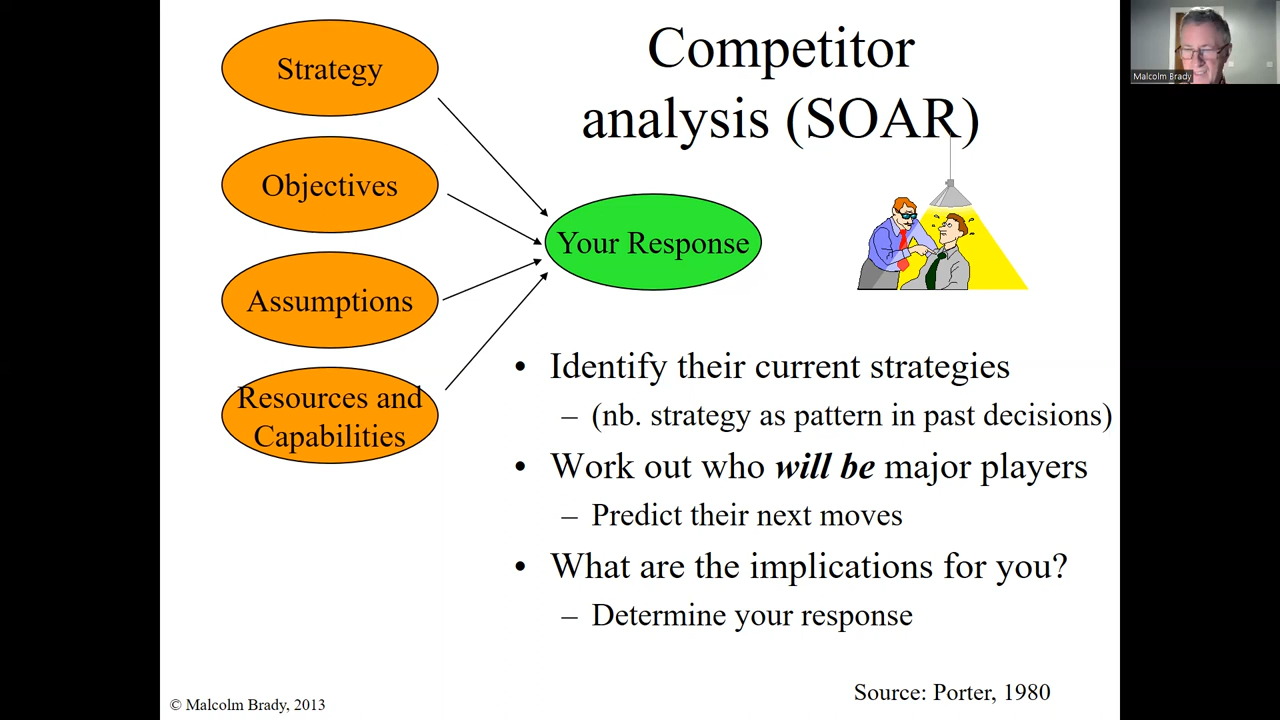 Competitor
analysis (SOAR)
Strategy
Objectives
Assumptions
Resources and
Capabilities
Your Response
• Identify their current strategies
– (nb. strategy as pattern in past decisions)
• Work out who will be major players
– Predict their next moves
• What are the implications for you?
– Determine your response
Source: Porter, 1980
© Malcolm Brady, 2013
Malcolm Brady